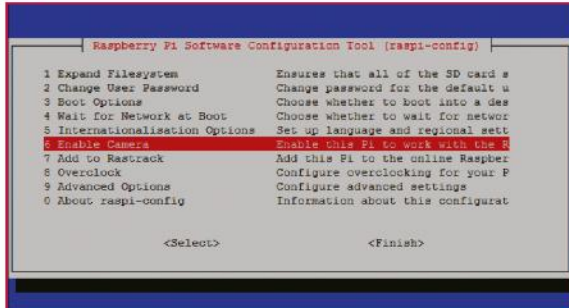 Raspberry Pi Software Configuration Tool (raspi-config)
1 Expand Filesystem Ensures that all of the SD card s
2 Change User Password Change password for the default u
3 Boot Options Choose whether to boot into a des
4 Wait for Network at Boot Choose whether to wait for networ
5 Internationalisation Options Set up language and regional sett
6 Enable Camera Enable this Pi to work with the R
7 Add to Rastrack Add this Pi to the online Raspber
8 Overclock Configure overclocking for your P
9 Advanced Options Configure advanced settings
0 About raspi-config Information about this configurat
<Select> <Finish>